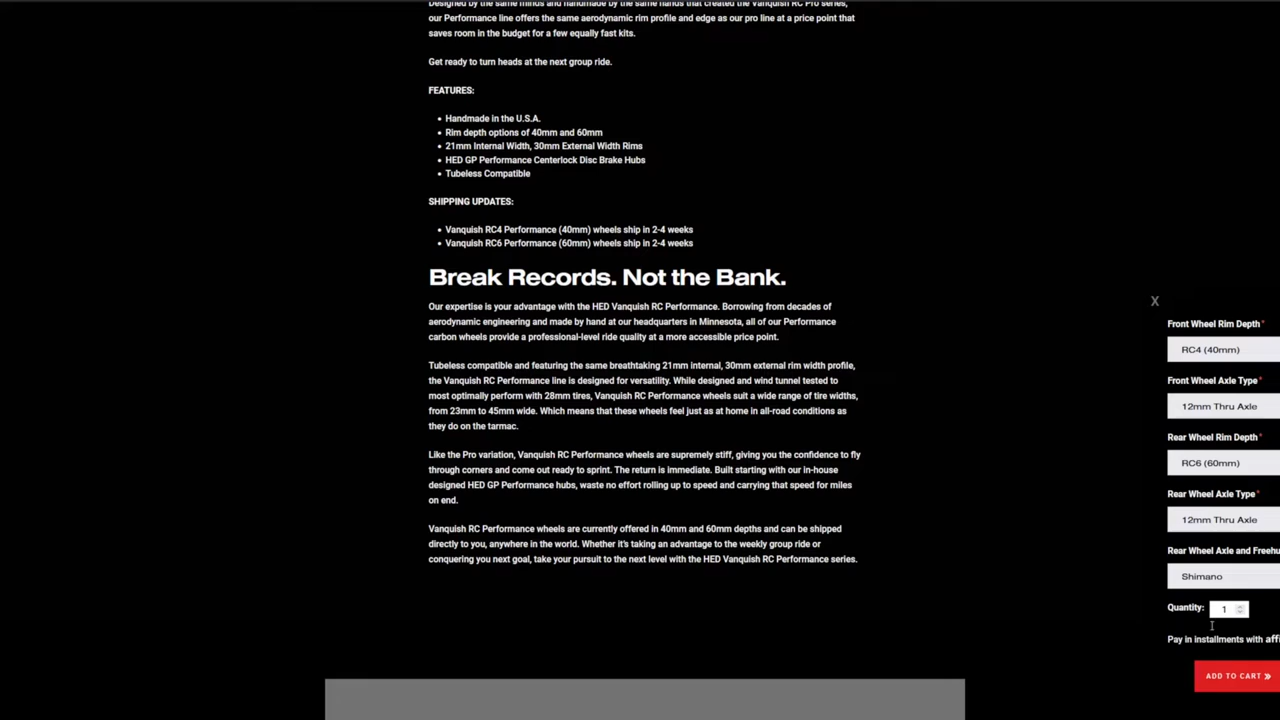 Designed by the same minds and handmade by the same hands that created the Vanquish RC Pro series,
our Performance line offers the same aerodynamic rim profile and edge as our pro line at a price point that
saves room in the budget for a few equally fast kits.
Get ready to turn heads at the next group ride.
FEATURES:
• Handmade in the U.S.A.
• Rim depth options of 40mm and 60mm
• 21mm Internal Width, 30mm External Width Rims
• HED GP Performance Centerlock Disc Brake Hubs
• Tubeless Compatible
SHIPPING UPDATES:
• Vanquish RC4 Performance (40mm) wheels ship in 2-4 weeks
• Vanquish RC6 Performance (60mm) wheels ship in 2-4 weeks
Break Records. Not the Bank.
Our expertise is your advantage with the HED Vanquish RC Performance. Borrowing from decades of
aerodynamic engineering and made by hand at our headquarters in Minnesota, all of our Performance
carbon wheels provide a professional-level ride quality at a more accessible price point.
Tubeless compatible and featuring the same breathtaking 21mm internal, 30mm external rim width profile,
the Vanquish RC Performance line is designed for versatility. While designed and wind tunnel tested to
most optimally perform with 28mm tires, Vanquish RC Performance wheels suit a wide range of tire widths,
from 23mm to 45mm wide. Which means that these wheels feel just as at home in all-road conditions as
they do on the tarmac.
Like the Pro variation, Vanquish RC Performance wheels are supremely stiff, giving you the confidence to fly
through corners and come out ready to sprint. The return is immediate. Built starting with our in-house
designed HED GP Performance hubs, waste no effort rolling up to speed and carrying that speed for miles
on end.
Vanquish RC Performance wheels are currently offered in 40mm and 60mm depths and can be shipped
directly to you, anywhere in the world. Whether it's taking an advantage to the weekly group ride or
conquering you next goal, take your pursuit to the next level with the HED Vanquish RC Performance series.
X
Front Wheel Rim Depth*
RC4 (40mm)
Front Wheel Axle Type*
12mm Thru Axle
Rear Wheel Rim Depth*
RC6 (60mm)
Rear Wheel Axle Type*
12mm Thru Axle
Rear Wheel Axle and Freehu
Shimano
Quantity: 1
Pay in installments with affi
ADD TO CART »